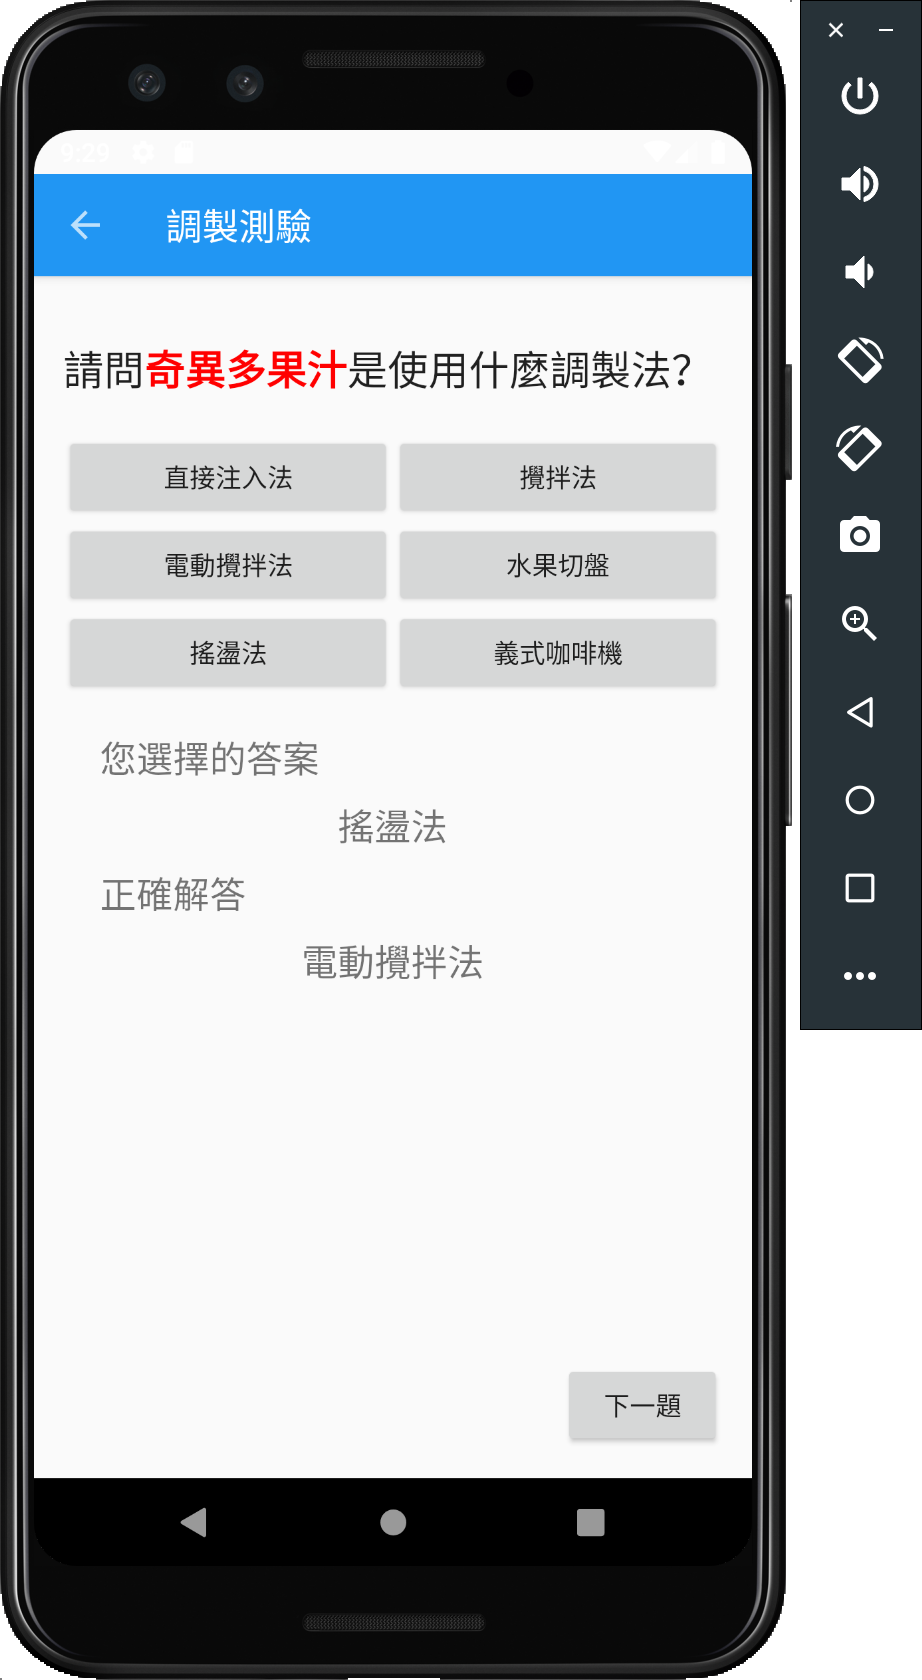 9:29
調製測驗
請問奇異多果汁是使用什麼調製法？
直接注入法 攪拌法
電動攪拌法 水果切盤
搖盪法 義式咖啡機
您選擇的答案
搖盪法
正確解答
電動攪拌法
下一題